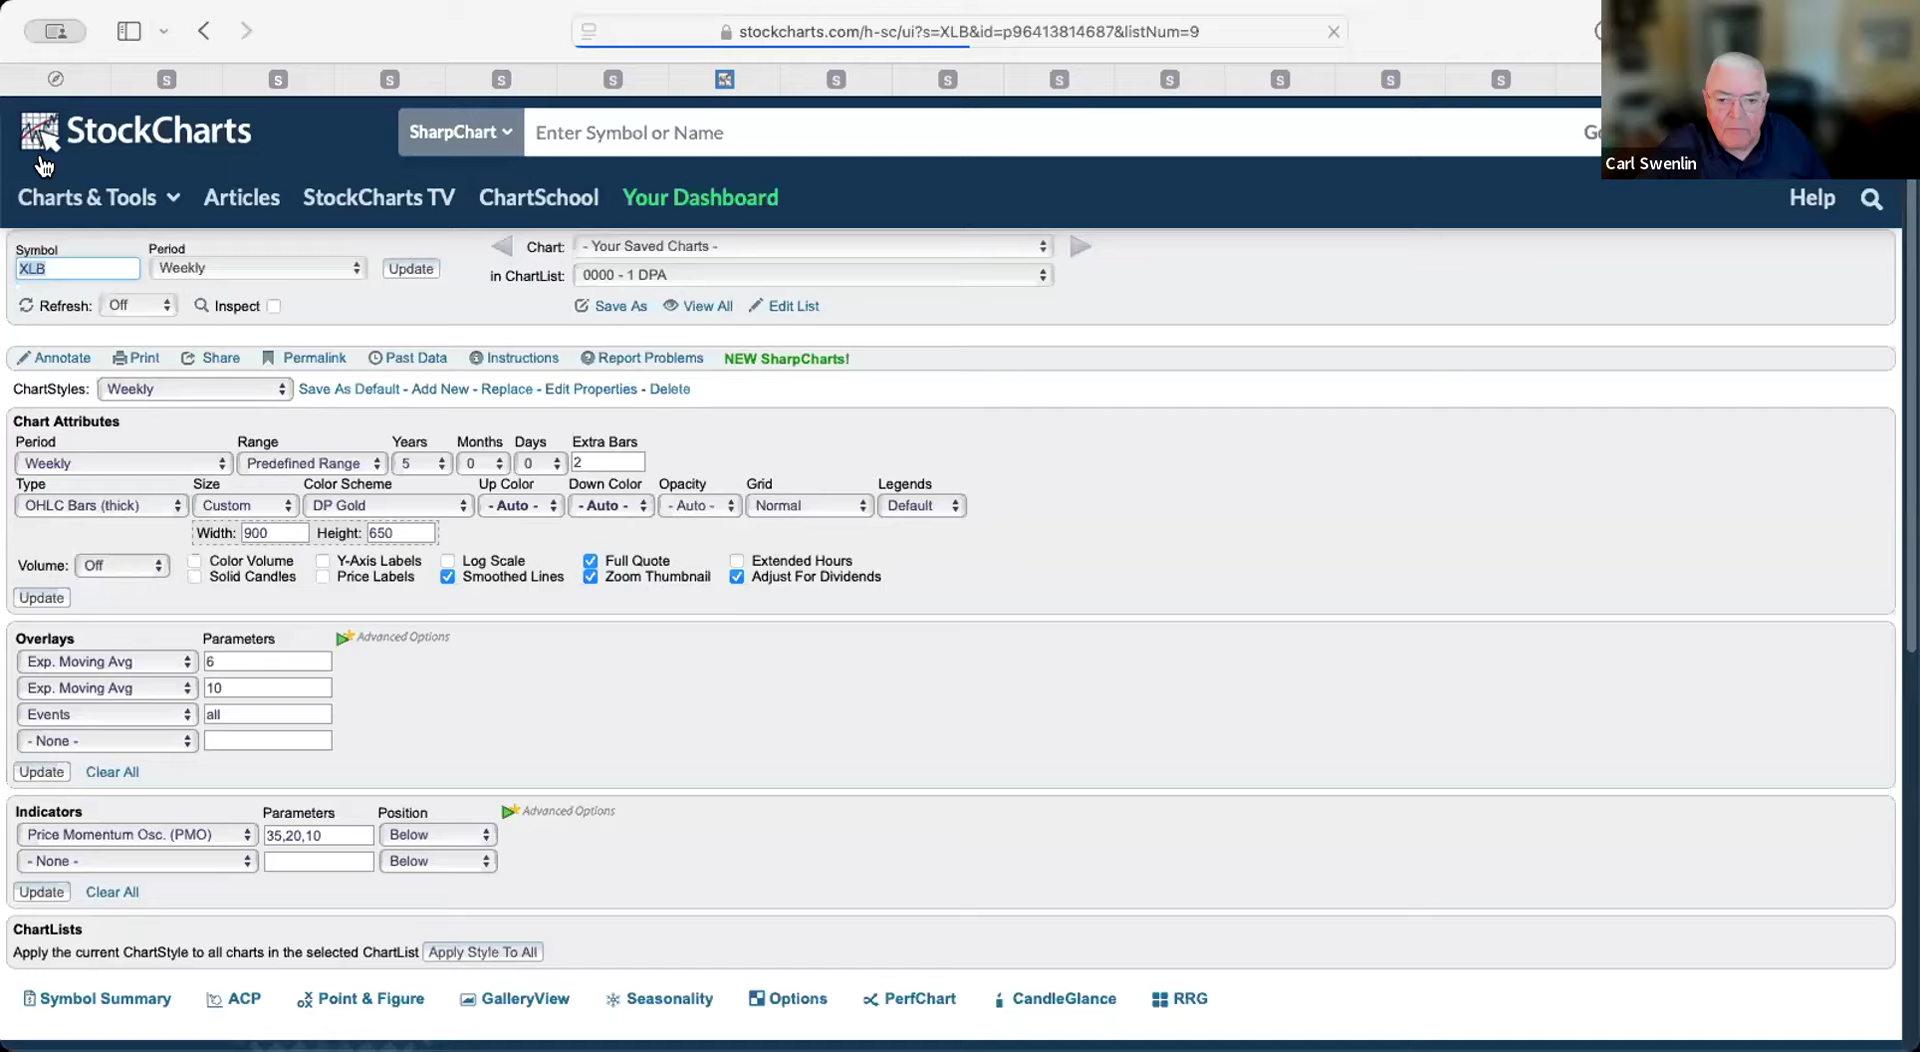 stockcharts.com/h-sc/ui?s=XLB&id=p96413814687&listNum=9
S S S S S S S S S S S S
StockCharts
SharpChart
Enter Symbol or Name
Carl Swenlin
Charts & Tools Articles StockCharts TV ChartSchool Your Dashboard Help
Symbol Period Chart: - Your Saved Charts -
XLB Weekly Update in ChartList: 0000 - 1 DPA
Refresh: Off Inspect Save As View All Edit List
Annotate Print Share Permalink Past Data Instructions Report Problems NEW SharpCharts!
ChartStyles: Weekly Save As Default - Add New - Replace - Edit Properties - Delete
Chart Attributes
Period Range Years Months Days Extra Bars
Weekly Predefined Range 5 0 0 2
Type Size Color Scheme Up Color Down Color Opacity Grid Legends
OHLC Bars (thick) Custom DP Gold - Auto - - Auto - - Auto - Normal Default
Width: 900 Height: 650
Volume: Off Color Volume Y-Axis Labels Log Scale Full Quote Extended Hours
Solid Candles Price Labels Smoothed Lines Zoom Thumbnail Adjust For Dividends
Update
Overlays Parameters Advanced Options
Exp. Moving Avg 6
Exp. Moving Avg 10
Events all
- None -
Update Clear All
Indicators Parameters Position Advanced Options
Price Momentum Osc. (PMO) 35,20,10 Below
- None - Below
Update Clear All
ChartLists
Apply the current ChartStyle to all charts in the selected ChartList Apply Style To All
Symbol Summary ACP Point & Figure GalleryView Seasonality Options PerfChart CandleGlance RRG